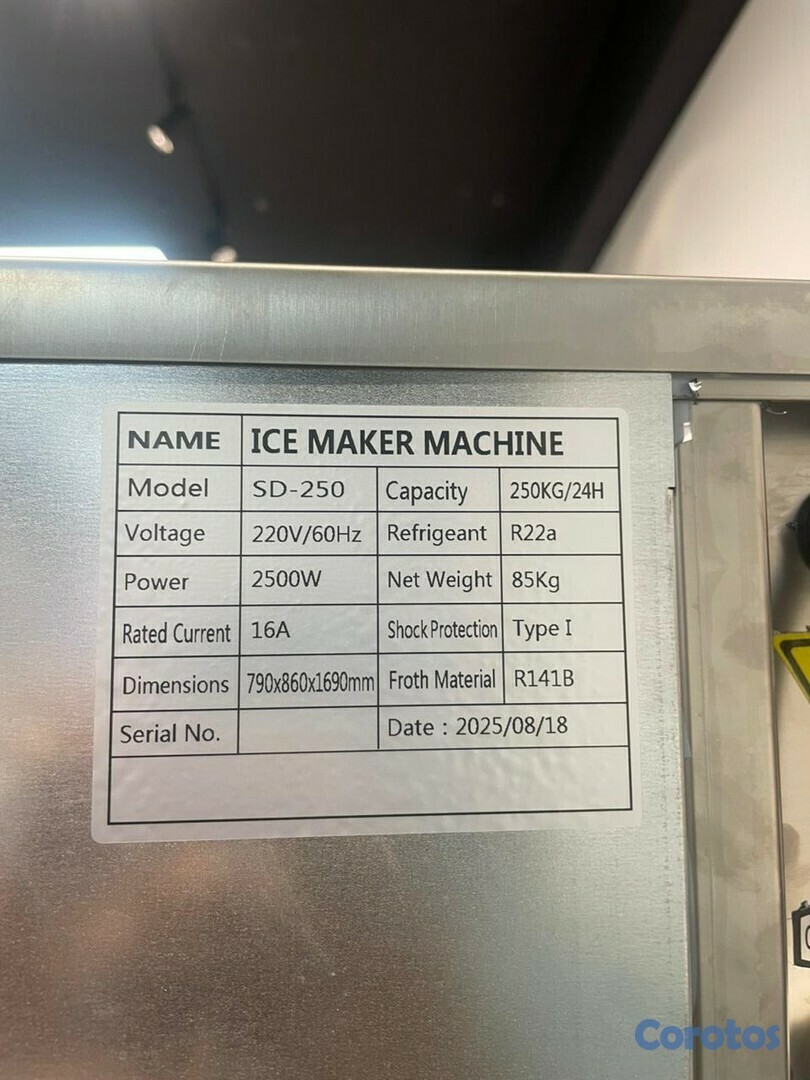 NAME ICE MAKER MACHINE
Model SD-250 Capacity 250KG/24H
Voltage 220V/60Hz Refrigeant R22a
Power 2500W Net Weight 85Kg
Rated Current 16A Shock Protection Type I
Dimensions 790x860x1690mm Froth Material R141B
Serial No. Date : 2025/08/18
Corotos